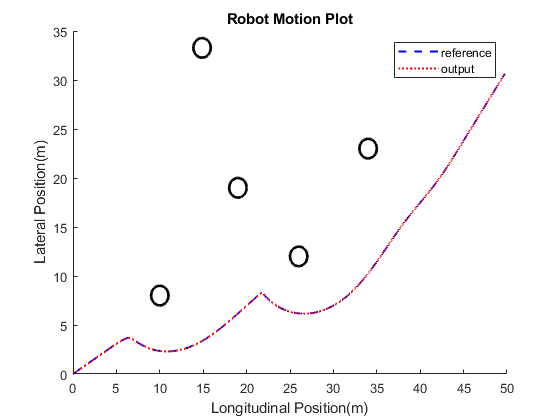 Robot Motion Plot
35
30
25
20
15
10
5
0
Lateral Position(m)
reference
output
0 5 10 15 20 25 30 35 40 45 50
Longitudinal Position(m)